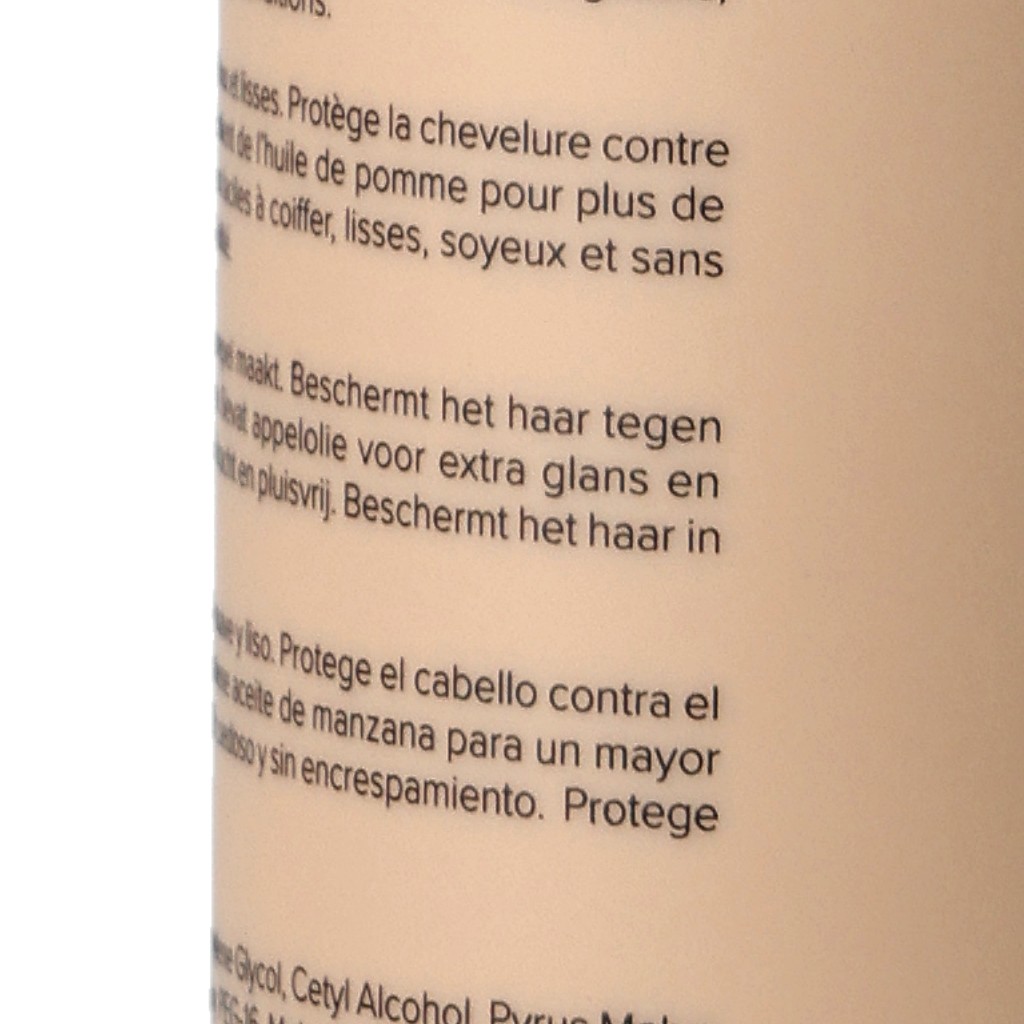 et lisses. Protège la chevelure contre
de l'huile de pomme pour plus de
à coiffer, lisses, soyeux et sans
maakt. Beschermt het haar tegen
appelolie voor extra glans en
en pluisvrij. Beschermt het haar in
y liso. Protege el cabello contra el
aceite de manzana para un mayor
y sin encrespamiento. Protege
Glycol, Cetyl Alcohol, Pyrus